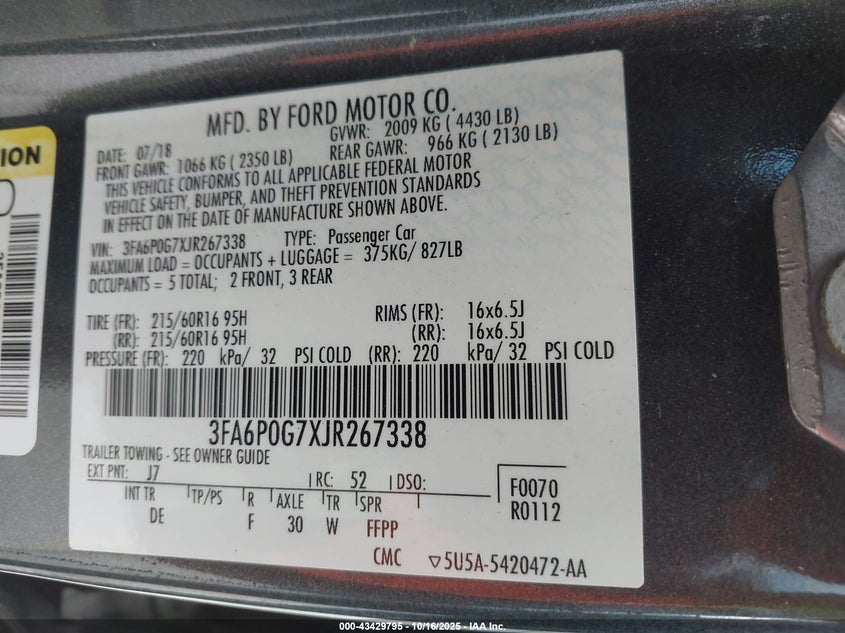 MFD. BY FORD MOTOR CO.
DATE: 07/18
GVWR: 2009 KG ( 4430 LB)
FRONT GAWR: 1066 KG ( 2350 LB)
REAR GAWR: 966 KG ( 2130 LB)
THIS VEHICLE CONFORMS TO ALL APPLICABLE FEDERAL MOTOR
VEHICLE SAFETY, BUMPER, AND THEFT PREVENTION STANDARDS
IN EFFECT ON THE DATE OF MANUFACTURE SHOWN ABOVE.
VIN: 3FA6P0G7XJR267338 TYPE: Passenger Car
MAXIMUM LOAD = OCCUPANTS + LUGGAGE = 375KG/ 827LB
OCCUPANTS = 5 TOTAL; 2 FRONT, 3 REAR
TIRE (FR): 215/60R16 95H RIMS (FR): 16x6.5J
(RR): 215/60R16 95H (RR): 16x6.5J
PRESSURE (FR): 220 kPa/ 32 PSI COLD (RR): 220 kPa/ 32 PSI COLD
3FA6P0G7XJR267338
TRAILER TOWING - SEE OWNER GUIDE
EXT PNT: J7 RC: 52 DSO:
INT TR TP/PS R AXLE TR SPR
DE F 30 W FFPP
F0070
R0112
CMC 5U5A-5420472-AA
ION
000-43429795 - 10/16/2025 - IAA Inc.